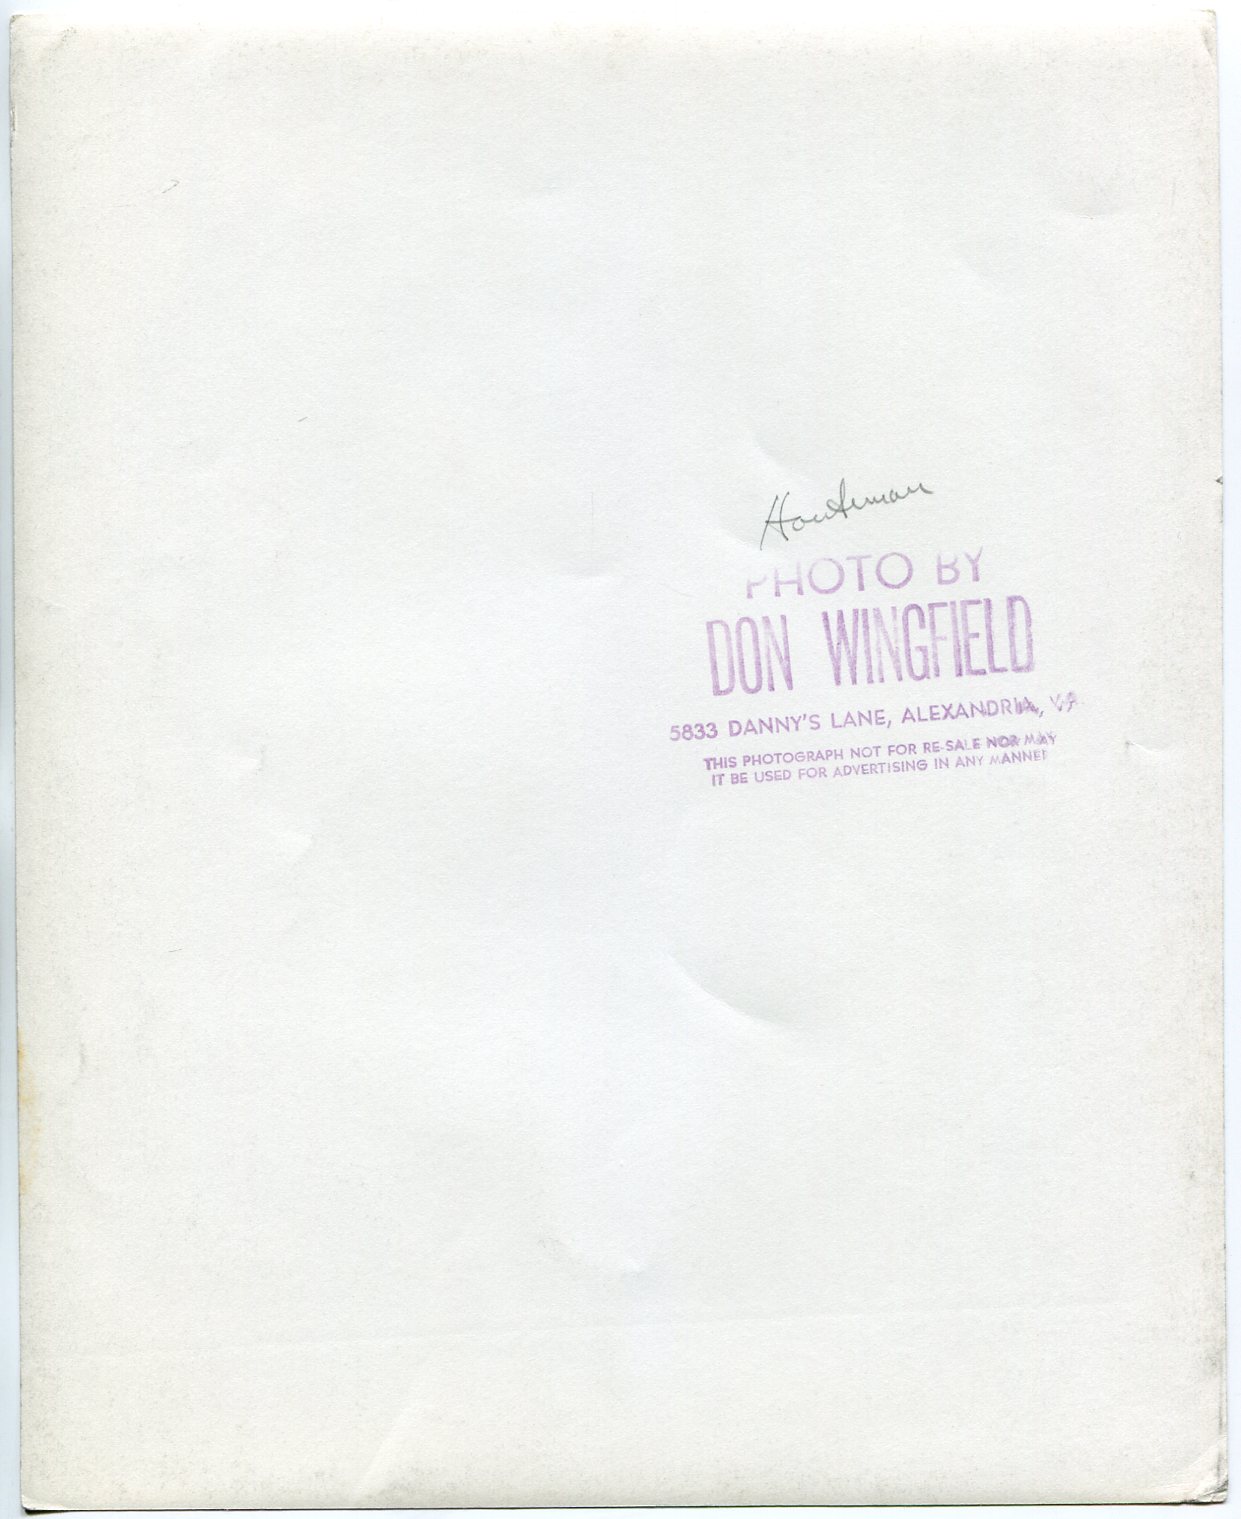 PHOTO BY
DON WINGFIELD
5833 DANNY'S LANE, ALEXANDRIA, VA.
THIS PHOTOGRAPH NOT FOR RE-SALE NOR MAY
IT BE USED FOR ADVERTISING IN ANY MANNER